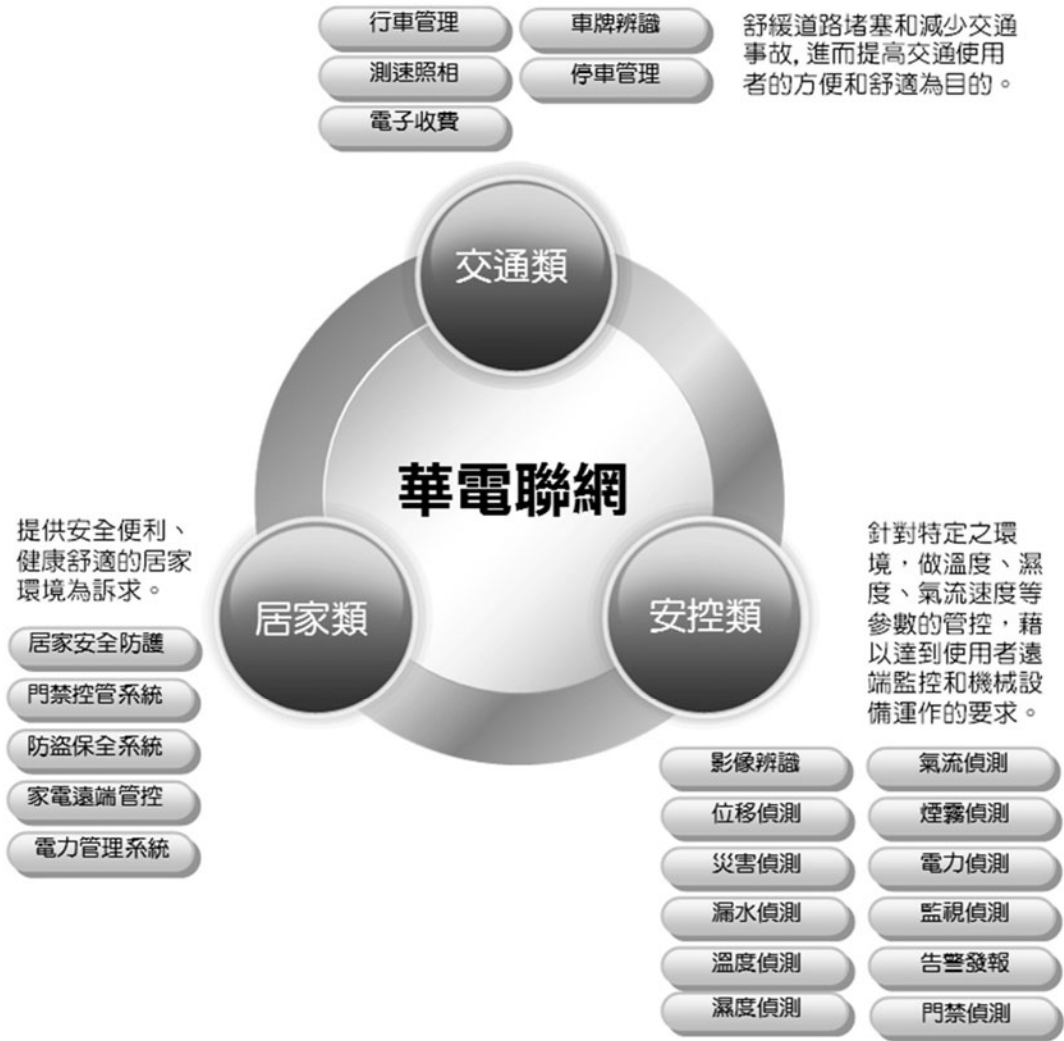 行車管理
車牌辨識
測速照相
停車管理
電子收費
舒緩道路堵塞和減少交通
事故, 進而提高交通使用
者的方便和舒適為目的。
交通類
華電聯網
提供安全便利、
健康舒適的居家
環境為訴求。
居家類
居家安全防護
門禁控管系統
防盜保全系統
家電遠端管控
電力管理系統
安控類
針對特定之環
境，做溫度、濕
度、氣流速度等
參數的管控，藉
以達到使用者遠
端監控和機械設
備運作的要求。
影像辨識
氣流偵測
位移偵測
煙霧偵測
災害偵測
電力偵測
漏水偵測
監視偵測
溫度偵測
告警發報
濕度偵測
門禁偵測